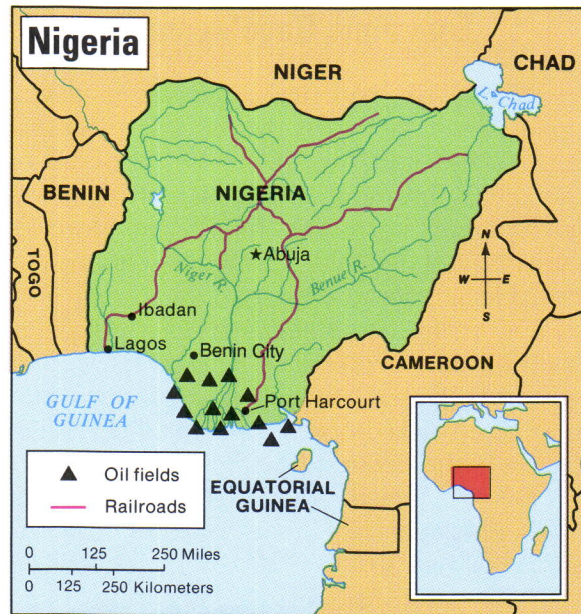 Nigeria
NIGER
CHAD
L. Chad
BENIN
NIGERIA
TOGO
Abuja
Niger R.
Benue R.
N
W
E
S
Ibadan
Lagos
Benin City
CAMEROON
GULF OF
GUINEA
Port Harcourt
Oil fields
Railroads
EQUATORIAL
GUINEA
0 125 250 Miles
0 125 250 Kilometers